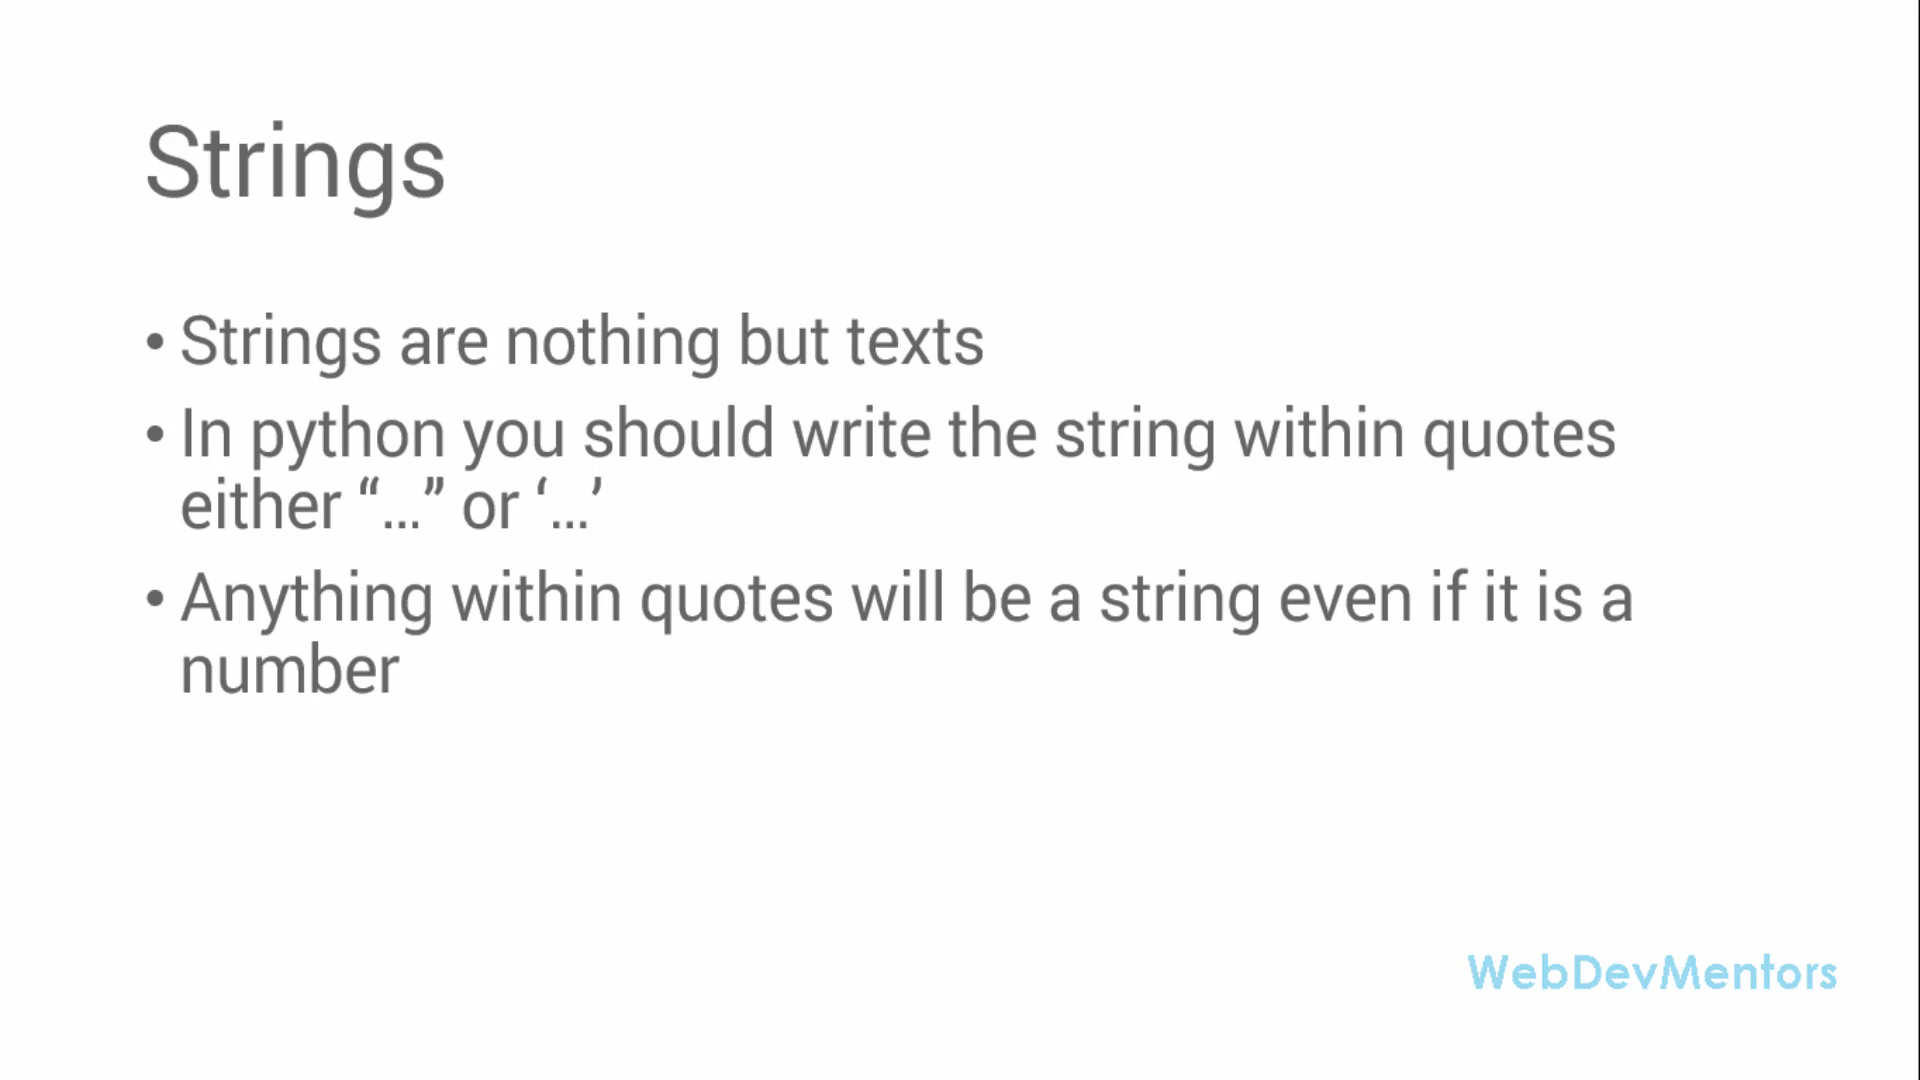 Strings
• Strings are nothing but texts
• In python you should write the string within quotes
either “...” or ‘...’
• Anything within quotes will be a string even if it is a
number
WebDevMentors